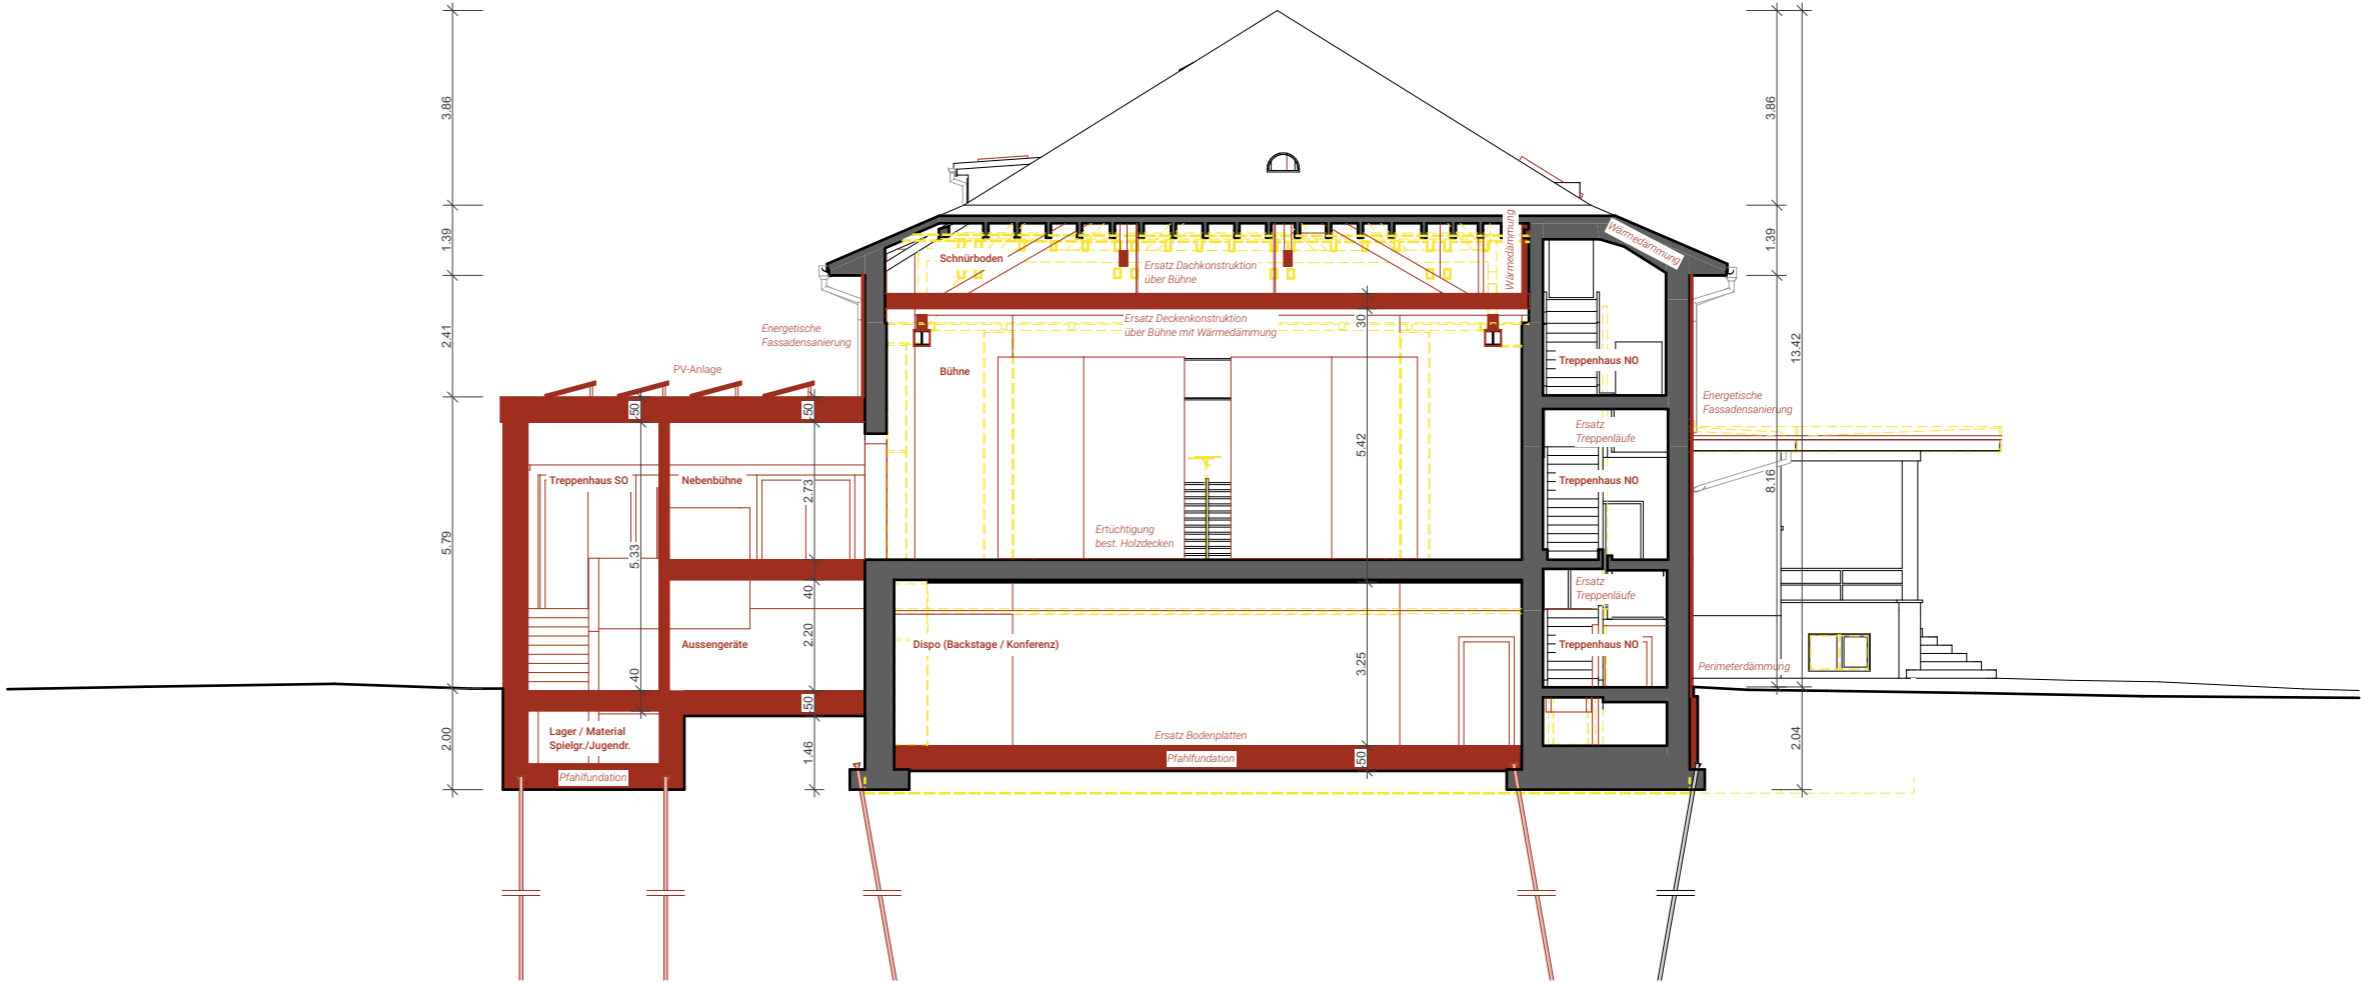 3.86
3.86
1.39
1.39
Wärmedämmung
Wärmedämmung
Schnürboden
Ersatz Dachkonstruktion
über Bühne
2.41
Energetische
Fassadensanierung
30
Ersatz Deckenkonstruktion
über Bühne mit Wärmedämmung
13.42
PV-Anlage
Bühne
Treppenhaus NO
50
50
Energetische
Fassadensanierung
Ersatz
Treppenläufe
5.42
Treppenhaus SO
Nebenbühne
2.73
Treppenhaus NO
8.16
5.79
5.33
Ertüchtigung
best. Holzdecken
40
Ersatz
Treppenläufe
2.20
Aussengeräte
Dispo (Backstage / Konferenz)
3.25
Treppenhaus NO
Perimeterdämmung
40
50
2.00
Lager / Material
Spielgr./Jugendr.
1.46
Ersatz Bodenplatten
2.04
Pfahlfundation
Pfahlfundation
50